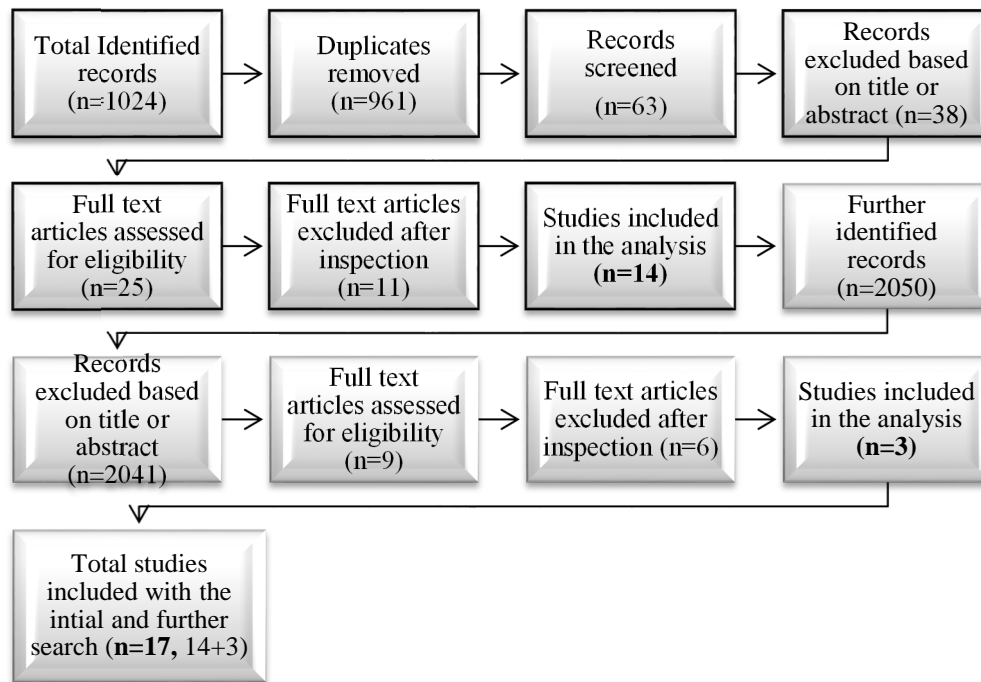 Total Identified
records
(n=1024)
Duplicates
removed
(n=961)
Records
screened
(n=63)
Records
excluded based
on title or
abstract (n=38)
Full text
articles assessed
for eligibility
(n=25)
Full text articles
excluded after
inspection
(n=11)
Studies included
in the analysis
(n=14)
Further
identified
records
(n=2050)
Records
excluded based
on title or
abstract
(n=2041)
Full text
articles assessed
for eligibility
(n=9)
Full text articles
excluded after
inspection (n=6)
Studies included
in the analysis
(n=3)
Total studies
included with the
intial and further
search (n=17, 14+3)